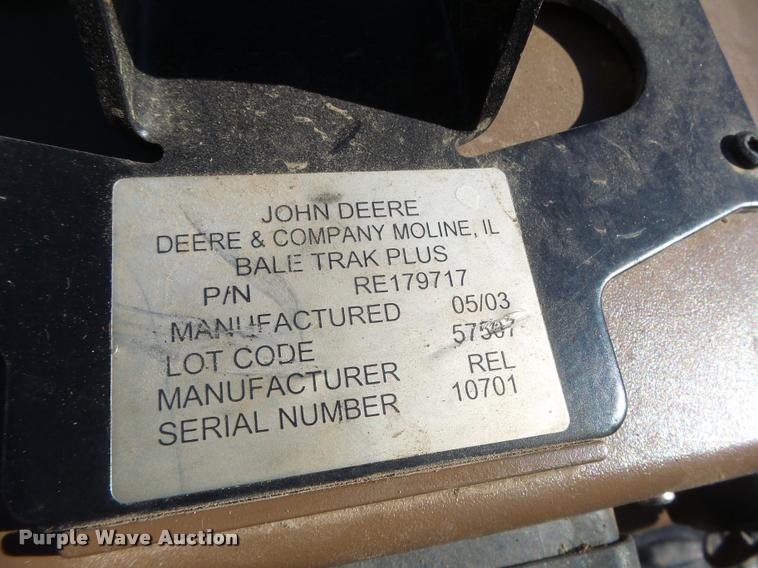 JOHN DEERE
DEERE & COMPANY MOLINE, IL
BALE TRAK PLUS
P/N RE179717
MANUFACTURED 05/03
LOT CODE
MANUFACTURER REL
SERIAL NUMBER 10701
Purple Wave Auction